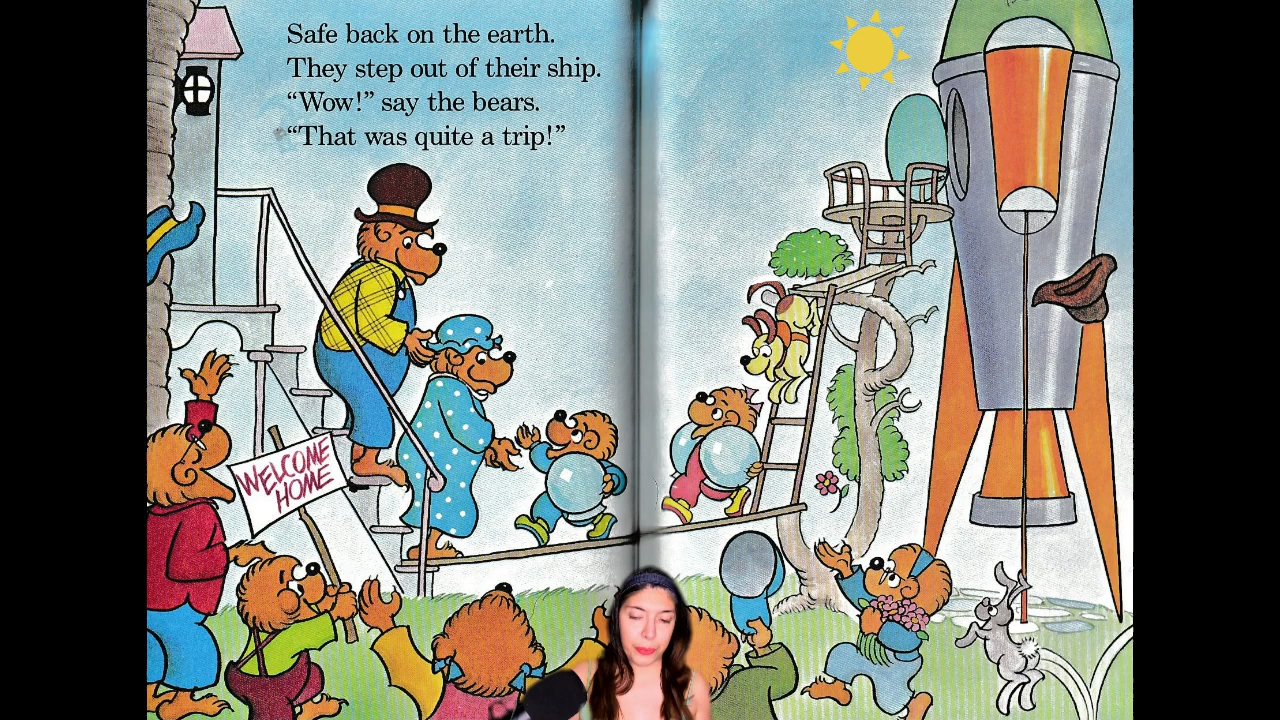 Safe back on the earth.
They step out of their ship.
“Wow!” say the bears.
“That was quite a trip!”
WELCOME
HOME